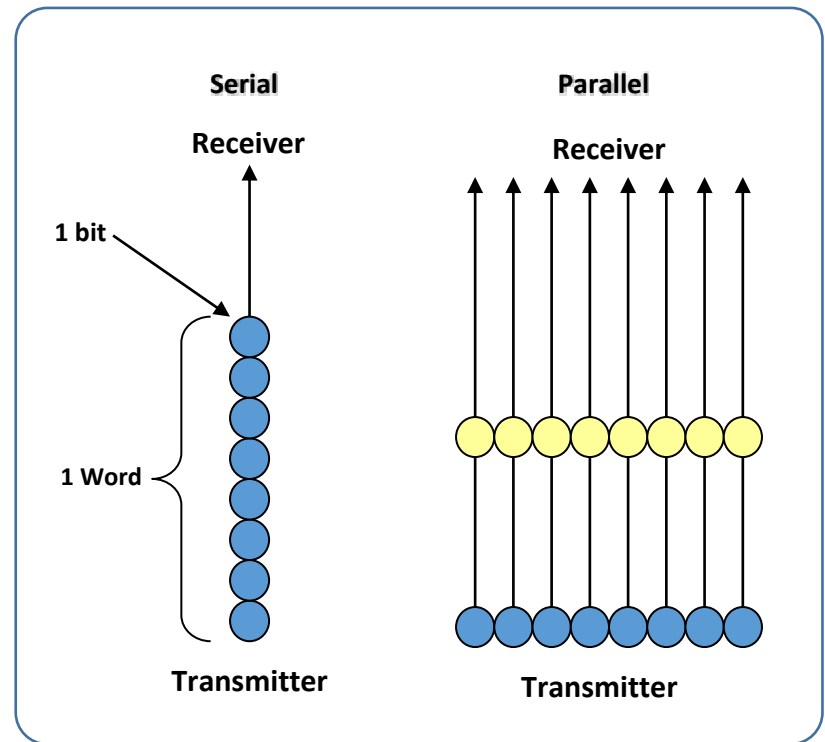 Serial
Parallel
Receiver
Receiver
1 bit
1 Word
Transmitter
Transmitter